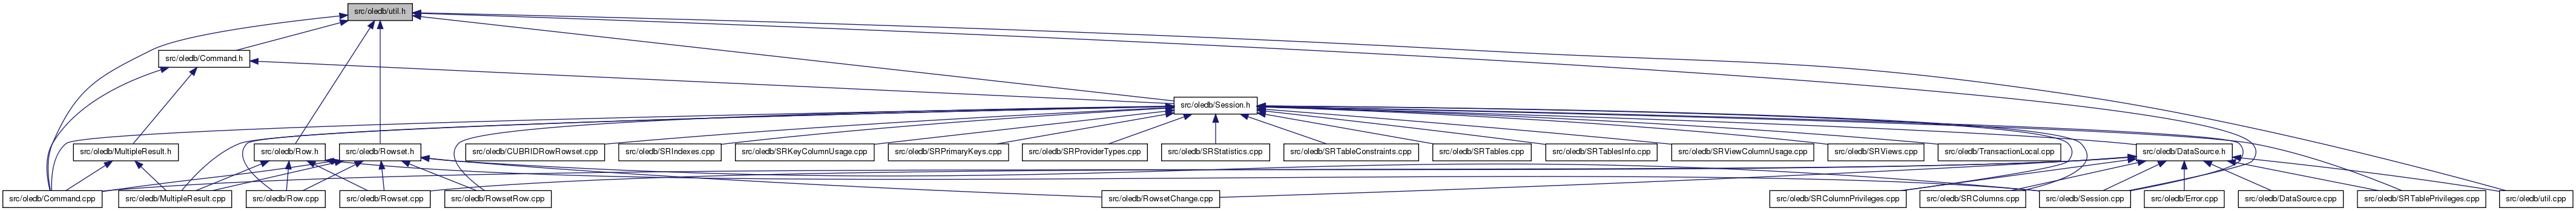 src/oledb/util.h
src/oledb/Command.h
src/oledb/Session.h
src/oledb/MultipleResult.h
src/oledb/Row.h
src/oledb/Rowset.h
src/oledb/CUBRIDRowRowset.cpp
src/oledb/SRIndexes.cpp
src/oledb/SRKeyColumnUsage.cpp
src/oledb/SRPrimaryKeys.cpp
src/oledb/SRProviderTypes.cpp
src/oledb/SRStatistics.cpp
src/oledb/SRTableConstraints.cpp
src/oledb/SRTables.cpp
src/oledb/SRTablesInfo.cpp
src/oledb/SRViewColumnUsage.cpp
src/oledb/SRViews.cpp
src/oledb/TransactionLocal.cpp
src/oledb/DataSource.h
src/oledb/Command.cpp
src/oledb/MultipleResult.cpp
src/oledb/Row.cpp
src/oledb/Rowset.cpp
src/oledb/RowsetRow.cpp
src/oledb/RowsetChange.cpp
src/oledb/SRColumnPrivileges.cpp
src/oledb/SRColumns.cpp
src/oledb/Session.cpp
src/oledb/Error.cpp
src/oledb/DataSource.cpp
src/oledb/SRTablePrivileges.cpp
src/oledb/util.cpp